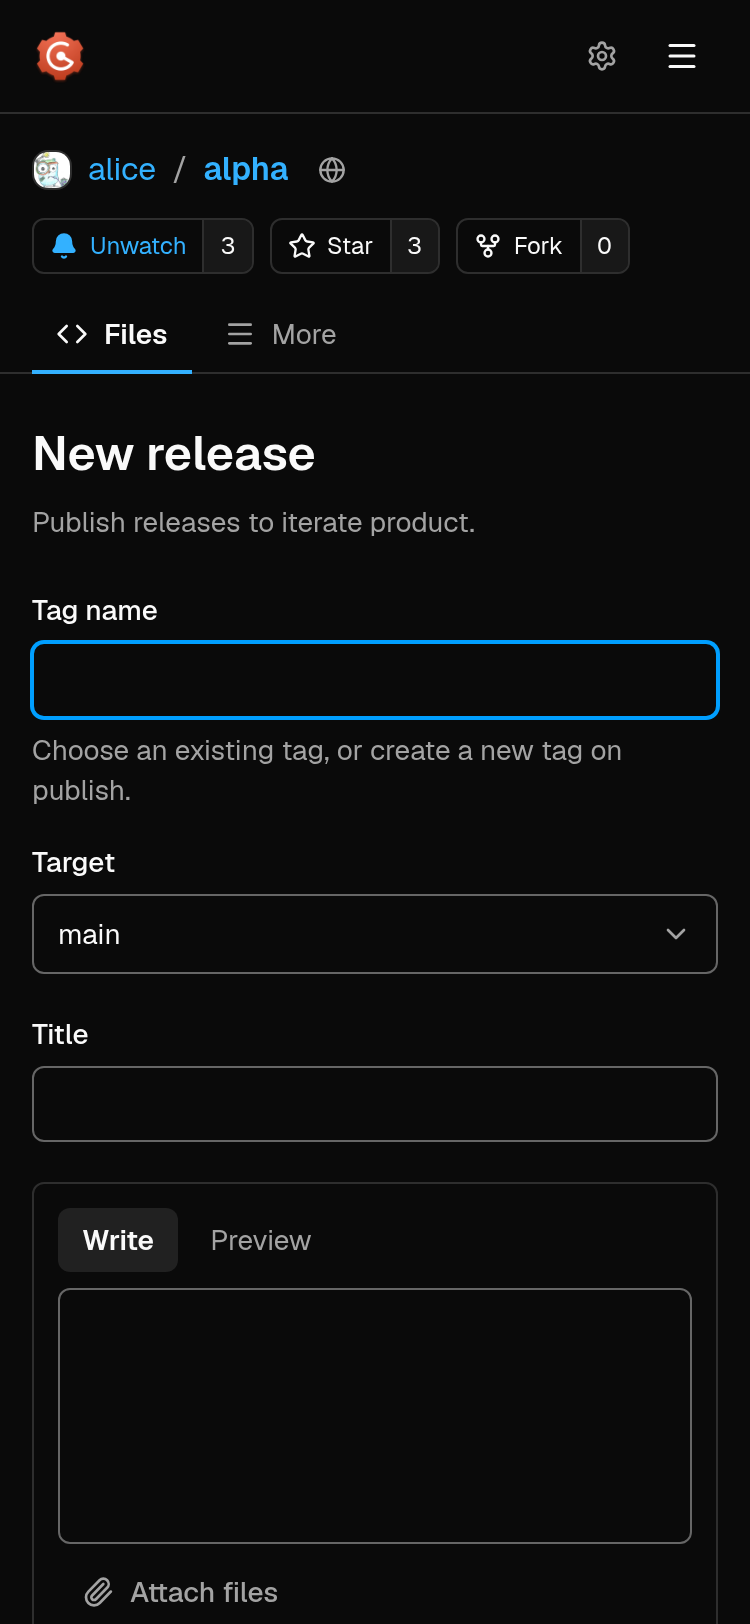 alice / alpha
Unwatch 3 Star 3 Fork 0
Files More
New release
Publish releases to iterate product.
Tag name
Choose an existing tag, or create a new tag on
publish.
Target
main
Title
Write Preview
Attach files